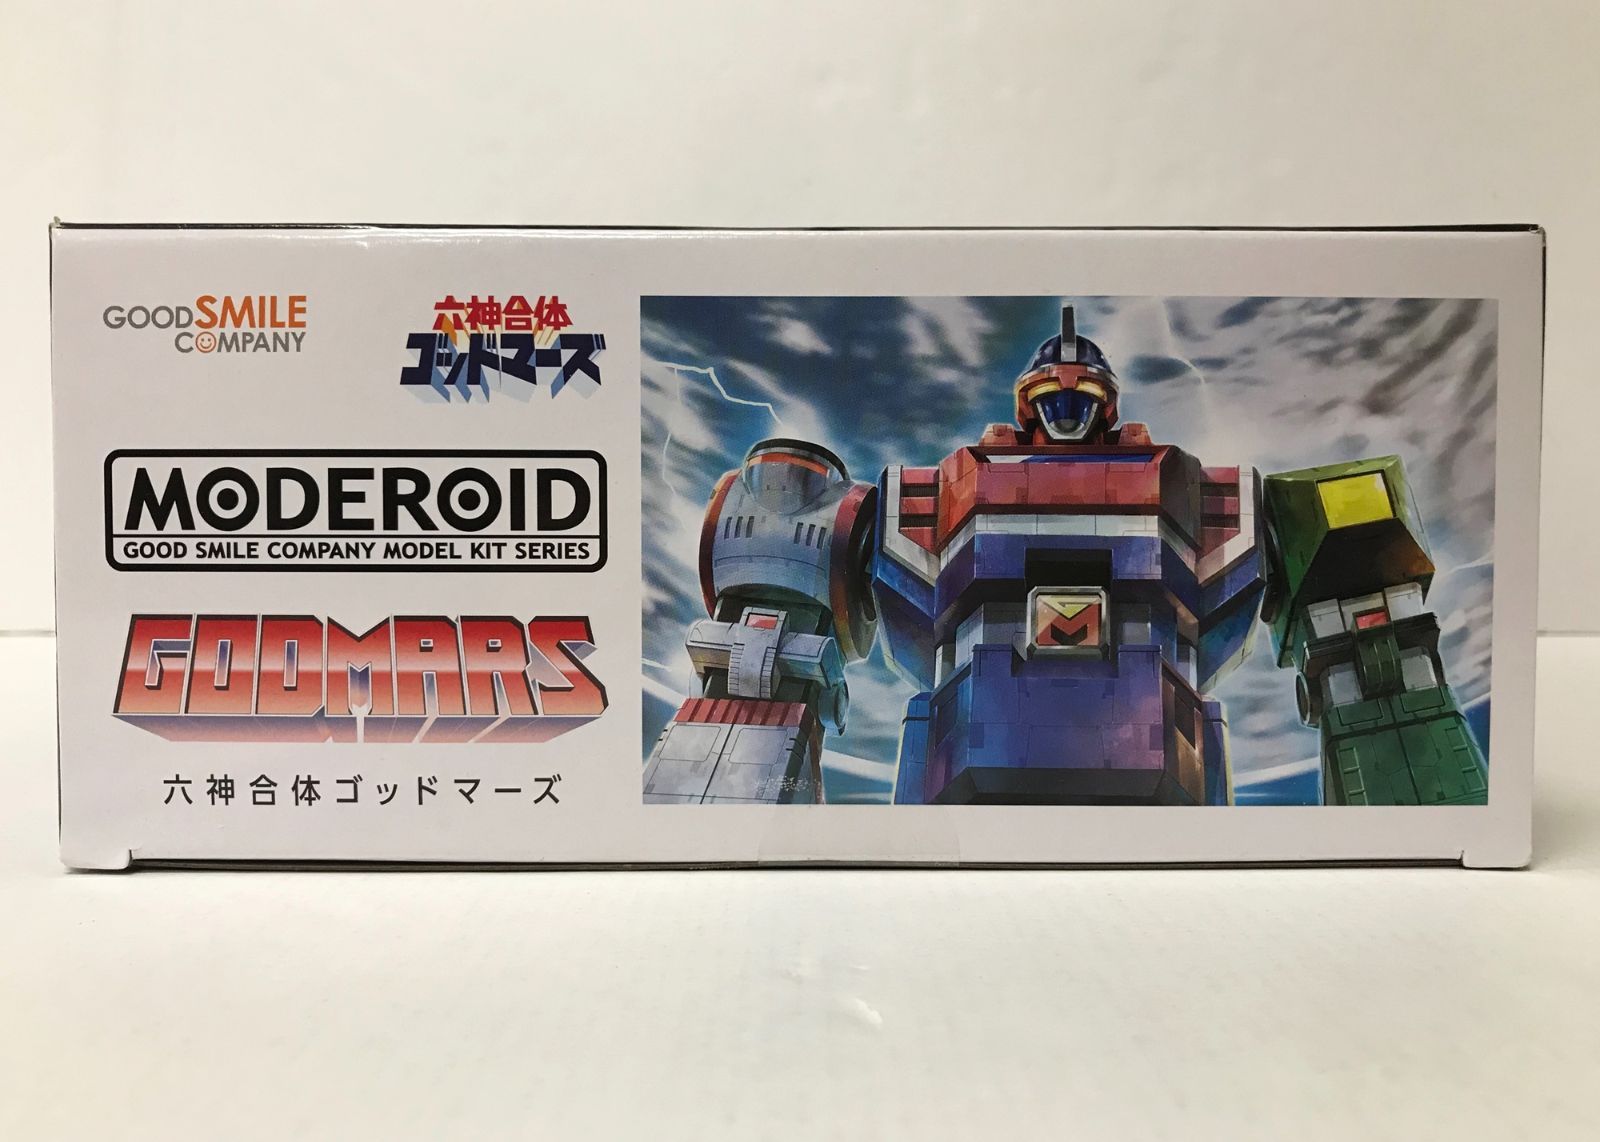 GOOD SMILE
COMPANY
六神合体
ゴッドマーズ
MODEROID
GOOD SMILE COMPANY MODEL KIT SERIES
GODMARS
六神合体ゴッドマーズ
M